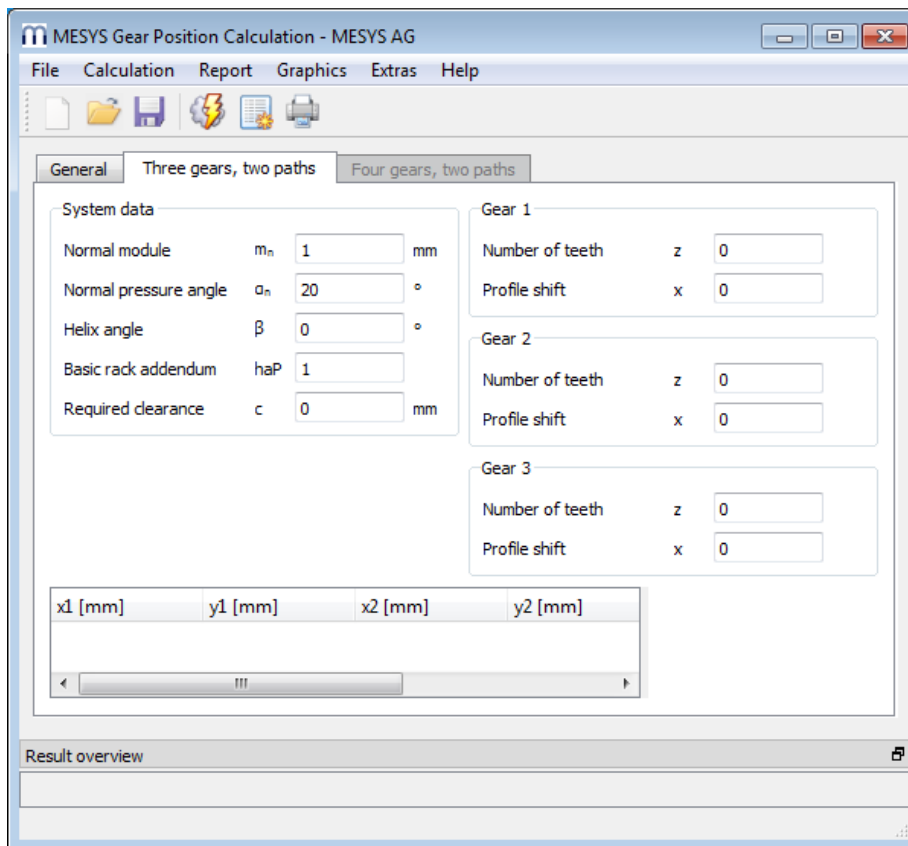 MESYS Gear Position Calculation - MESYS AG
File Calculation Report Graphics Extras Help
General Three gears, two paths Four gears, two paths
System data
Normal module mₙ 1 mm
Normal pressure angle αₙ 20 °
Helix angle β 0 °
Basic rack addendum haP 1
Required clearance c 0 mm
Gear 1
Number of teeth z 0
Profile shift x 0
Gear 2
Number of teeth z 0
Profile shift x 0
Gear 3
Number of teeth z 0
Profile shift x 0
x1 [mm] y1 [mm] x2 [mm] y2 [mm]
Result overview